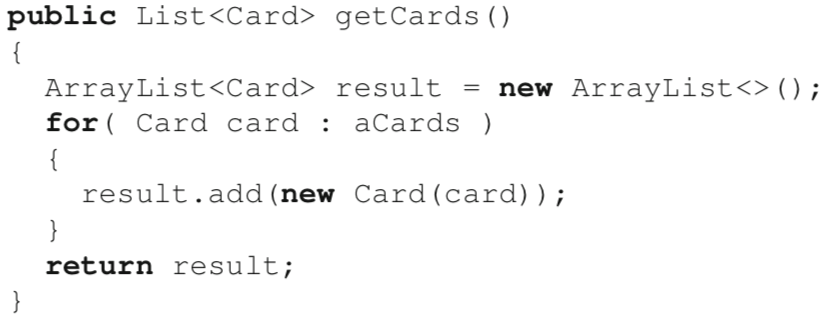 public List<Card> getCards()
{
  ArrayList<Card> result = new ArrayList<>();
  for( Card card : aCards )
  {
    result.add(new Card(card));
  }
  return result;
}